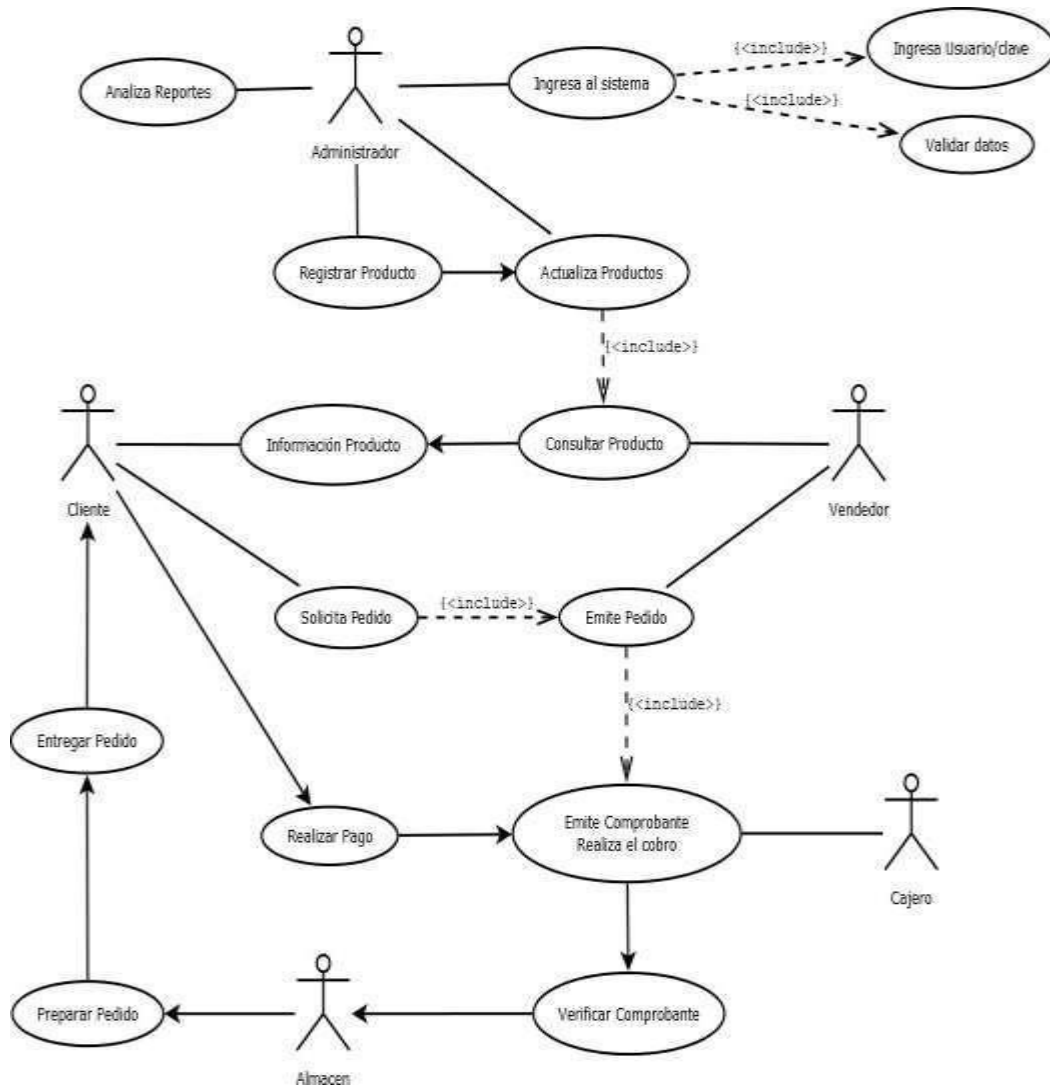 {<include>}
Ingresa Usuario/clave
Analiza Reportes
Ingresa al sistema
{<include>}
Administrador
Validar datos
Registrar Producto
Actualiza Productos
{<include>}
Información Producto
Consultar Producto
Cliente
Vendedor
{<include>}
Solicita Pedido
Emite Pedido
{<include>}
Entregar Pedido
Realizar Pago
Emite Comprobante
Realiza el cobro
Cajero
Preparar Pedido
Verificar Comprobante
Almacen